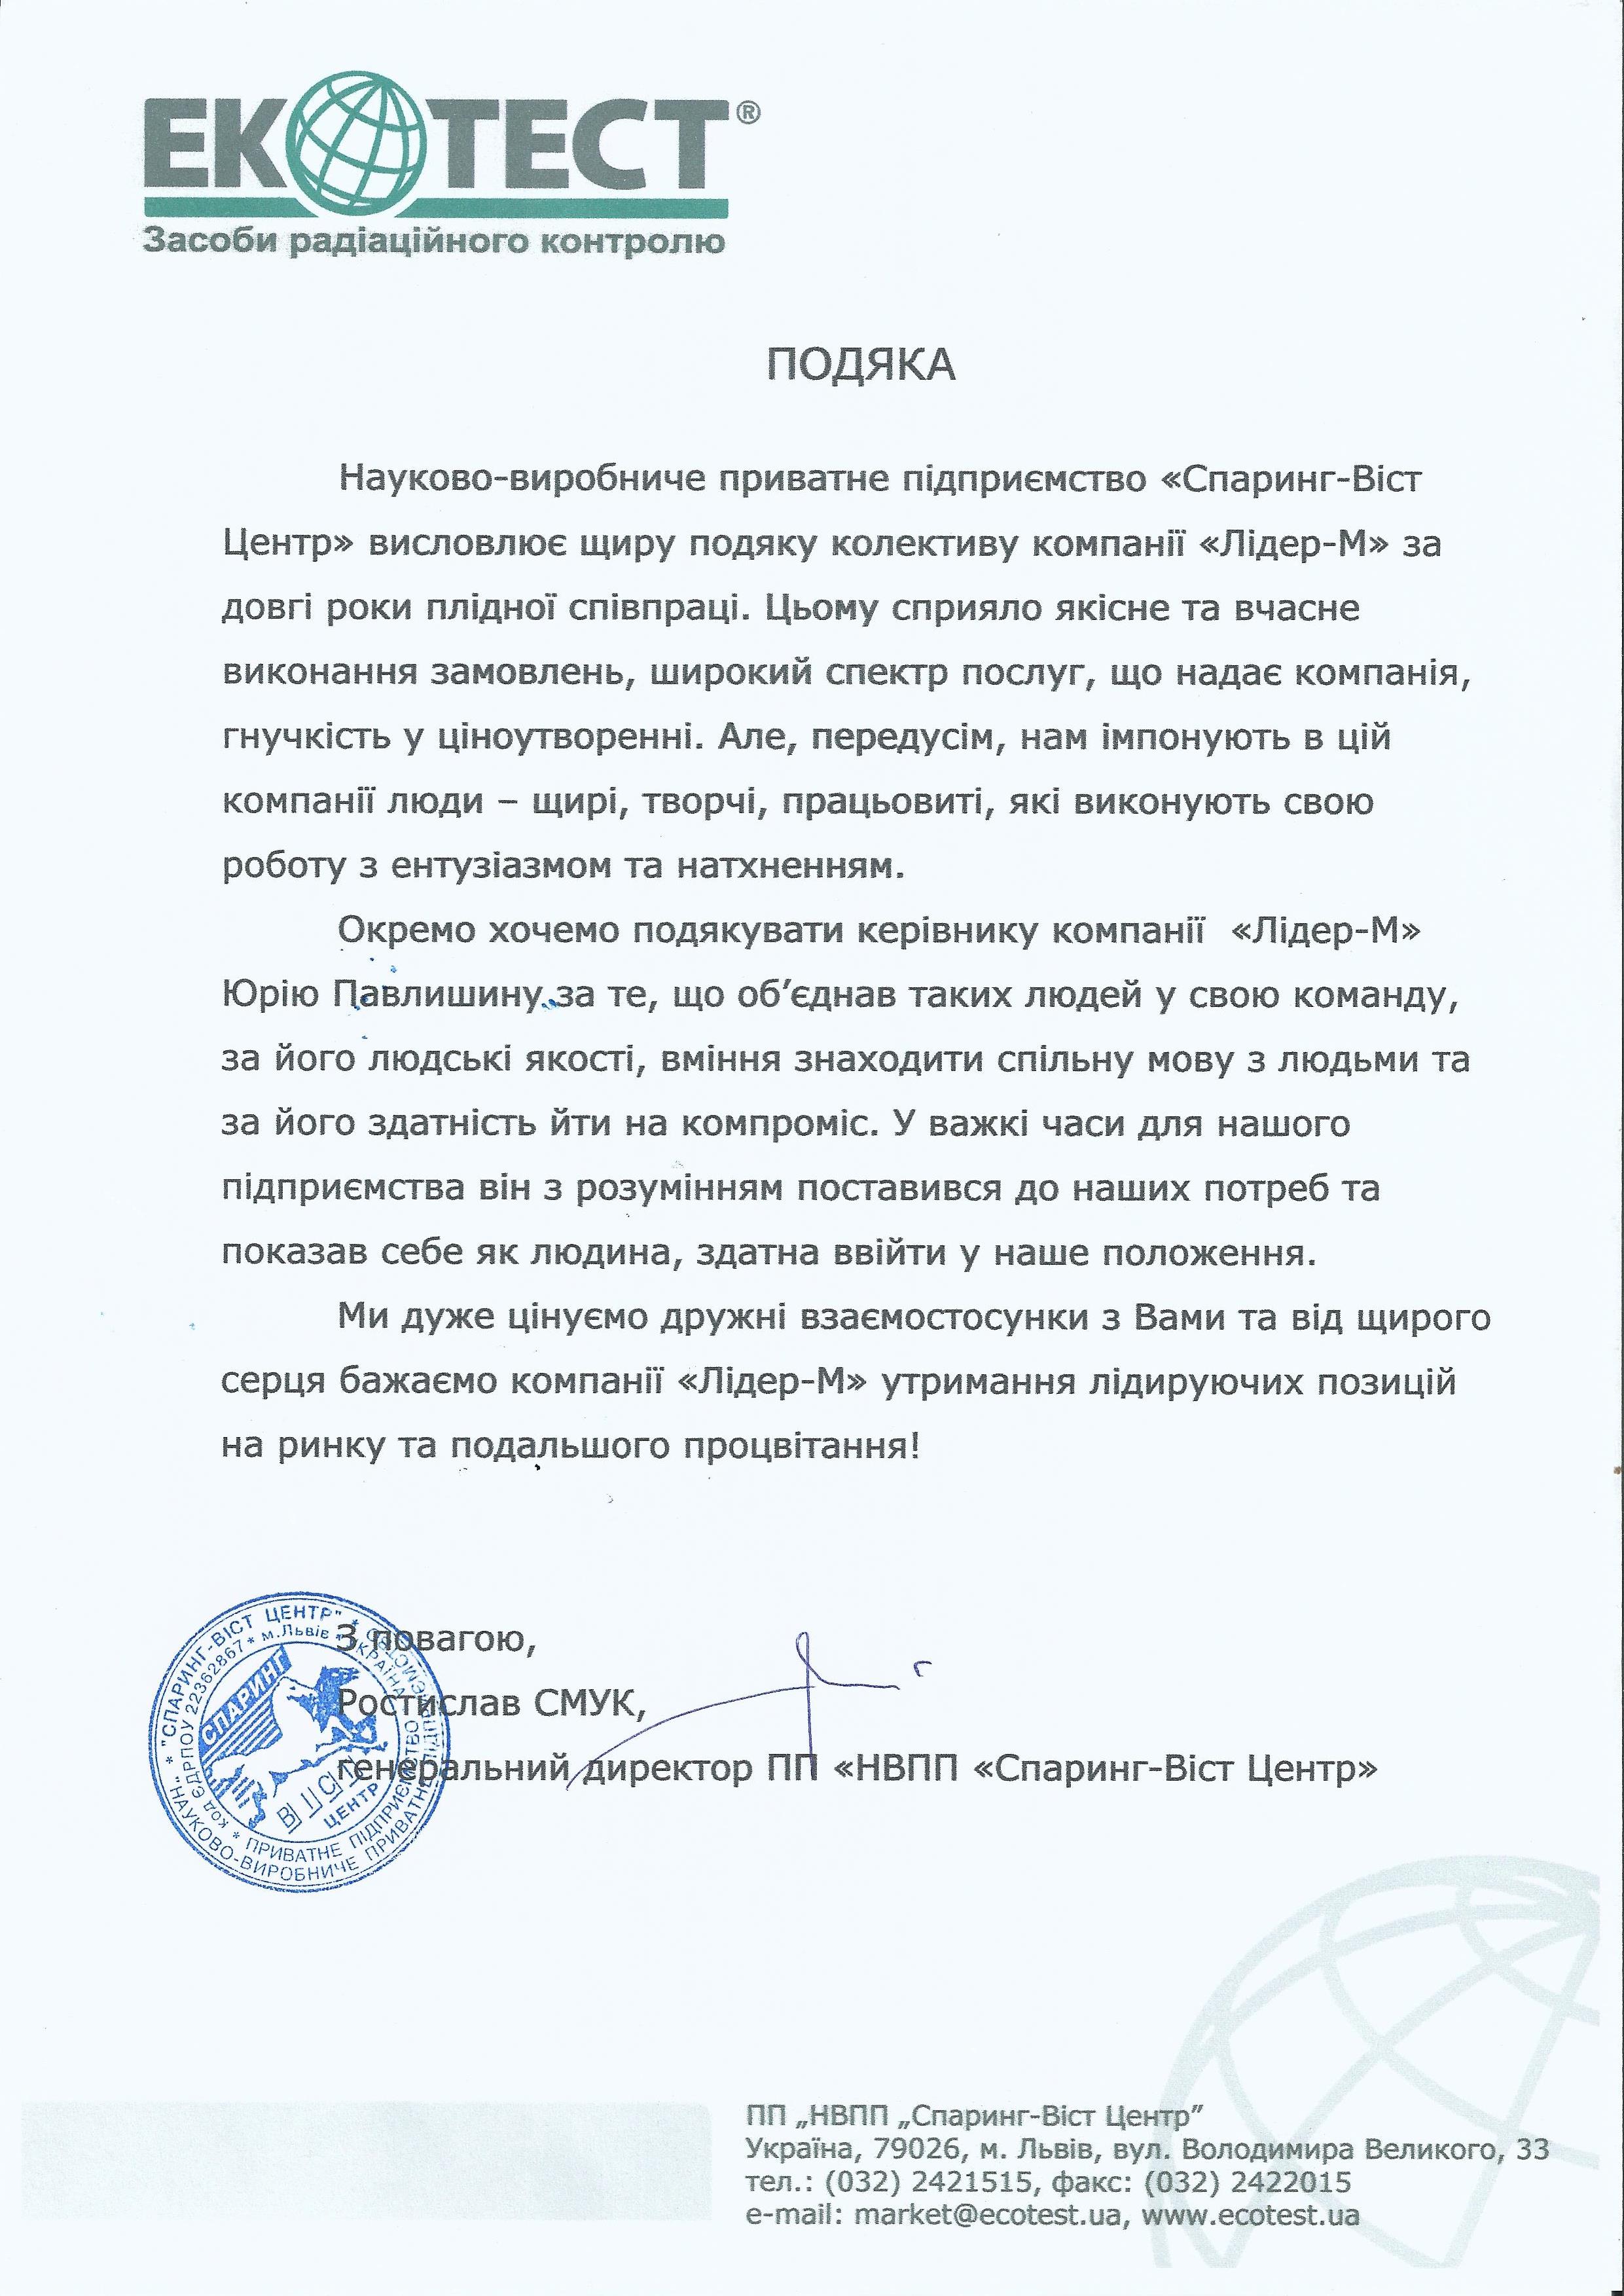 ЕКОТЕСТ®
Засоби радіаційного контролю
ПОДЯКА
Науково-виробниче приватне підприємство «Спаринг-Віст
Центр» висловлює щиру подяку колективу компанії «Лідер-М» за
довгі роки плідної співпраці. Цьому сприяло якісне та вчасне
виконання замовлень, широкий спектр послуг, що надає компанія,
гнучкість у ціноутворенні. Але, передусім, нам імпонують в цій
компанії люди – щирі, творчі, працьовиті, які виконують свою
роботу з ентузіазмом та натхненням.
Окремо хочемо подякувати керівнику компанії «Лідер-М»
Юрію Павлишину за те, що об’єднав таких людей у свою команду,
за його людські якості, вміння знаходити спільну мову з людьми та
за його здатність йти на компроміс. У важкі часи для нашого
підприємства він з розумінням поставився до наших потреб та
показав себе як людина, здатна ввійти у наше положення.
Ми дуже цінуємо дружні взаємостосунки з Вами та від щирого
серця бажаємо компанії «Лідер-М» утримання лідируючих позицій
на ринку та подальшого процвітання!
З повагою,
Ростислав СМУК,
генеральний директор ПП «НВПП «Спаринг-Віст Центр»
"НАУКОВО-ВИРОБНИЧЕ ПРИВАТНЕ ПІДПРИЄМСТВО * "СПАРИНГ-ВІСТ ЦЕНТР" *
ПРИВАТНЕ ПІДПРИЄМСТВО * код ЄДРПОУ 22362867 * м.Львів * УКРАЇНА
СПАРИНГ
ВІСТ
ЦЕНТР
ПП „НВПП „Спаринг-Віст Центр”
Україна, 79026, м. Львів, вул. Володимира Великого, 33
тел.: (032) 2421515, факс: (032) 2422015
e-mail: market@ecotest.ua, www.ecotest.ua